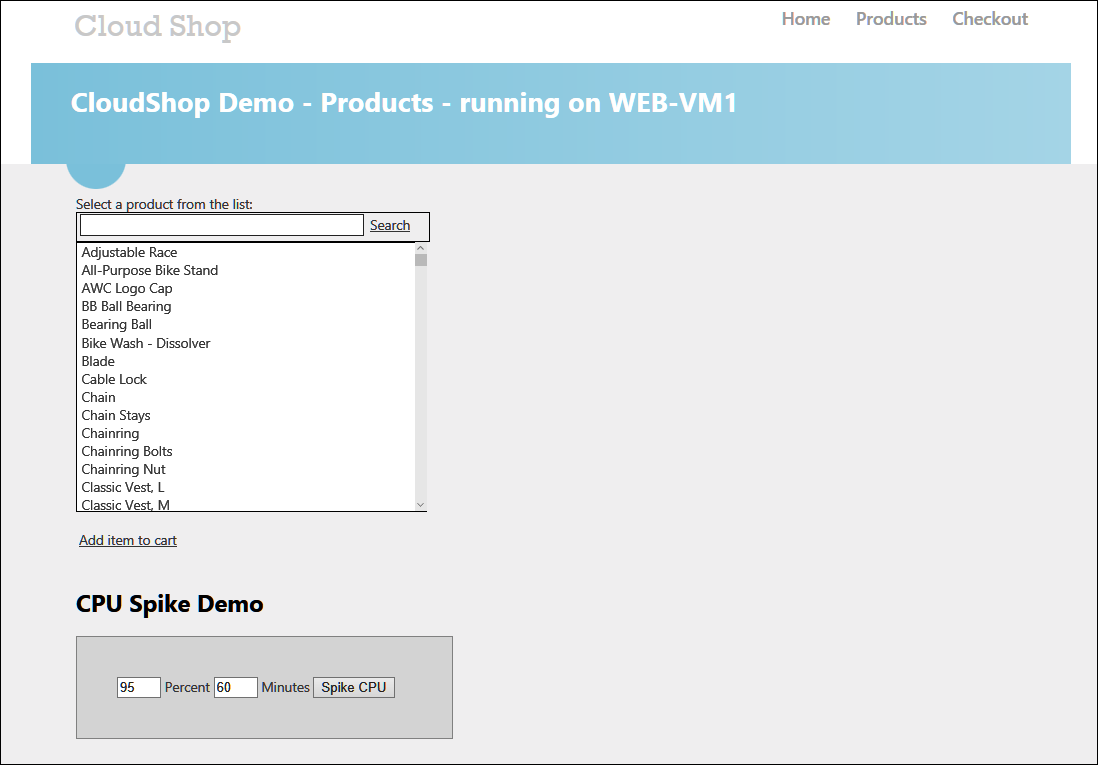 Cloud Shop
Home Products Checkout
CloudShop Demo - Products - running on WEB-VM1
Select a product from the list:
Search
Adjustable Race
All-Purpose Bike Stand
AWC Logo Cap
BB Ball Bearing
Bearing Ball
Bike Wash - Dissolver
Blade
Cable Lock
Chain
Chain Stays
Chainring
Chainring Bolts
Chainring Nut
Classic Vest, L
Classic Vest, M
Add item to cart
CPU Spike Demo
95 Percent 60 Minutes Spike CPU